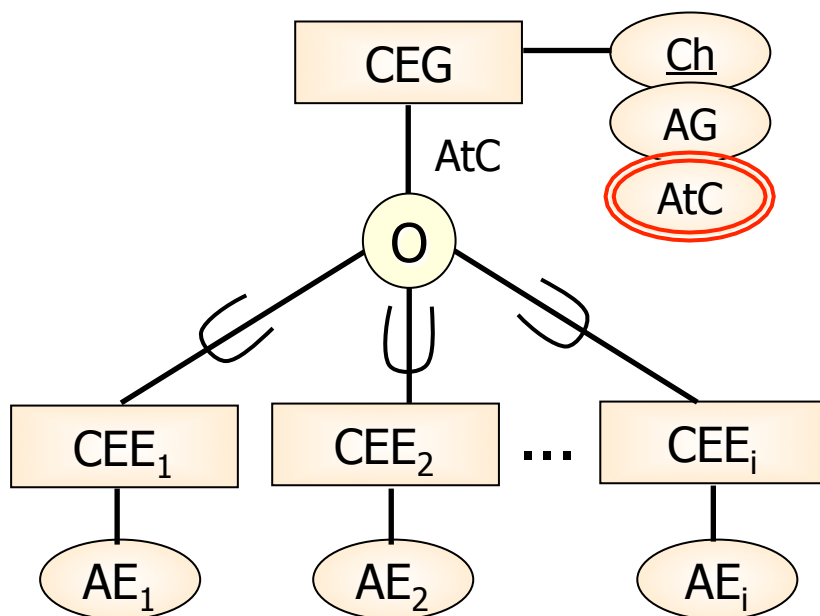 CEG
Ch
AG
AtC
AtC
O
CEE₁
CEE₂
...
CEEᵢ
AE₁
AE₂
AEᵢ